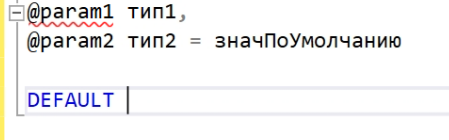 @param1 тип1,
@param2 тип2 = значПоУмолчанию
DEFAULT